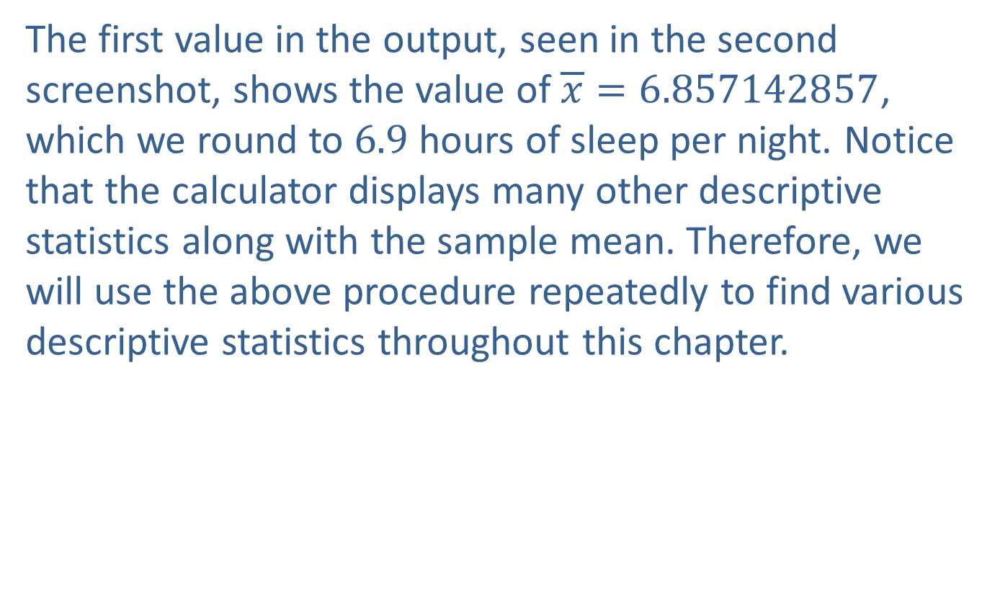 The first value in the output, seen in the second
screenshot, shows the value of x̅ = 6.857142857,
which we round to 6.9 hours of sleep per night. Notice
that the calculator displays many other descriptive
statistics along with the sample mean. Therefore, we
will use the above procedure repeatedly to find various
descriptive statistics throughout this chapter.